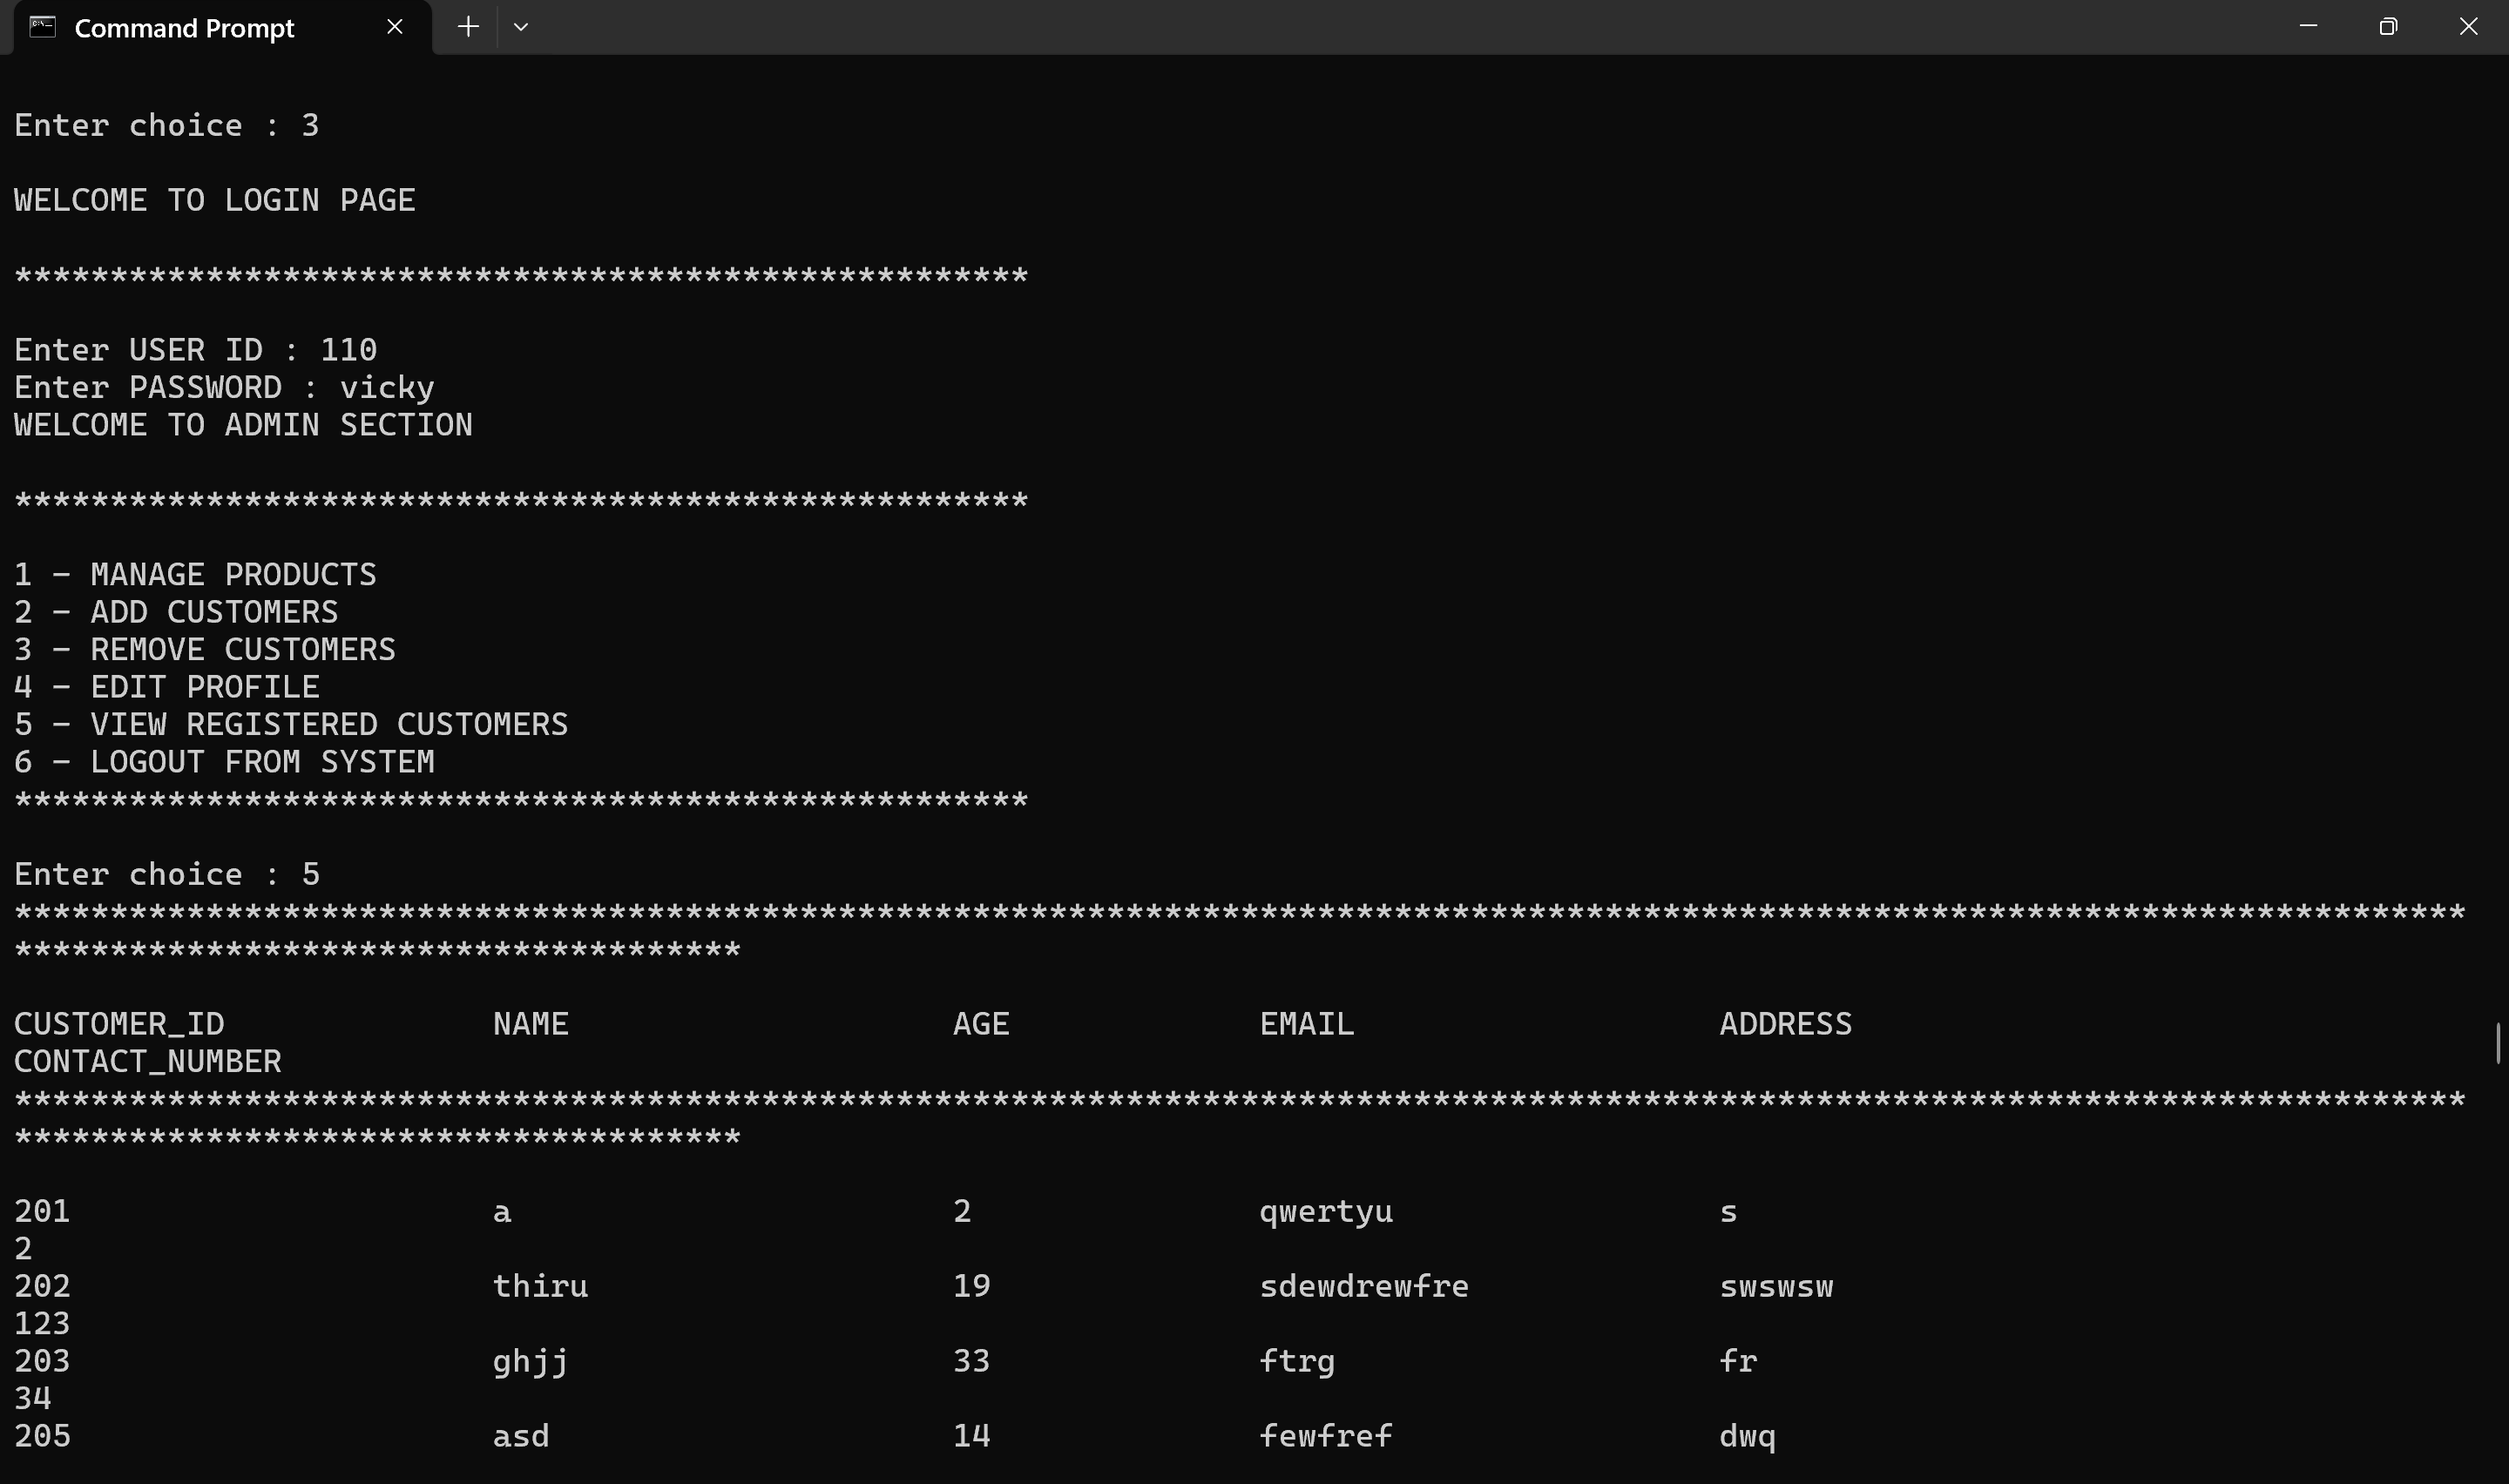 Command Prompt
Enter choice : 3
WELCOME TO LOGIN PAGE
*****************************************************
Enter USER ID : 110
Enter PASSWORD : vicky
WELCOME TO ADMIN SECTION
*****************************************************
1 - MANAGE PRODUCTS
2 - ADD CUSTOMERS
3 - REMOVE CUSTOMERS
4 - EDIT PROFILE
5 - VIEW REGISTERED CUSTOMERS
6 - LOGOUT FROM SYSTEM
*****************************************************
Enter choice : 5
********************************************************************************************************************************
**************************************
CUSTOMER_ID NAME AGE EMAIL ADDRESS
CONTACT_NUMBER
********************************************************************************************************************************
**************************************
201 a 2 qwertyu s
2
202 thiru 19 sdewdrewfre swswsw
123
203 ghjj 33 ftrg fr
34
205 asd 14 fewfref dwq